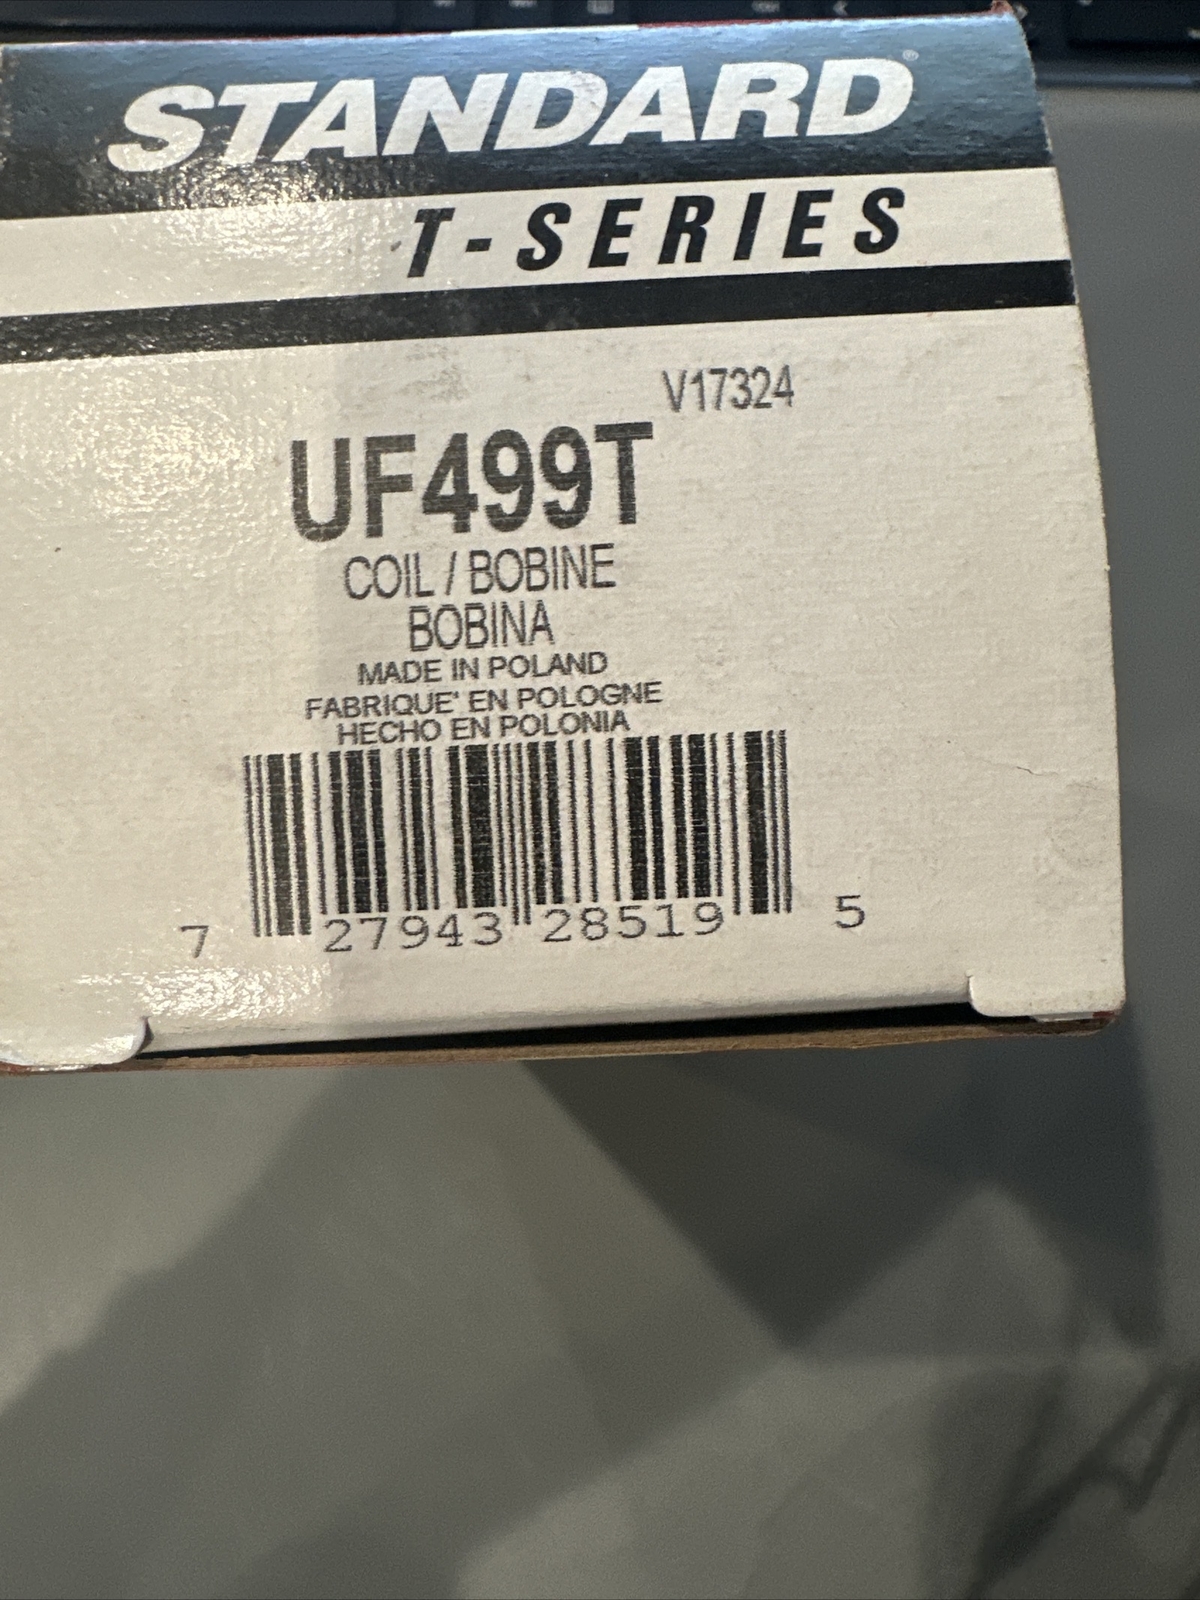 STANDARD®
T-SERIES
V17324
UF499T
COIL / BOBINE
BOBINA
MADE IN POLAND
FABRIQUE' EN POLOGNE
HECHO EN POLONIA
7 27943 28519 5